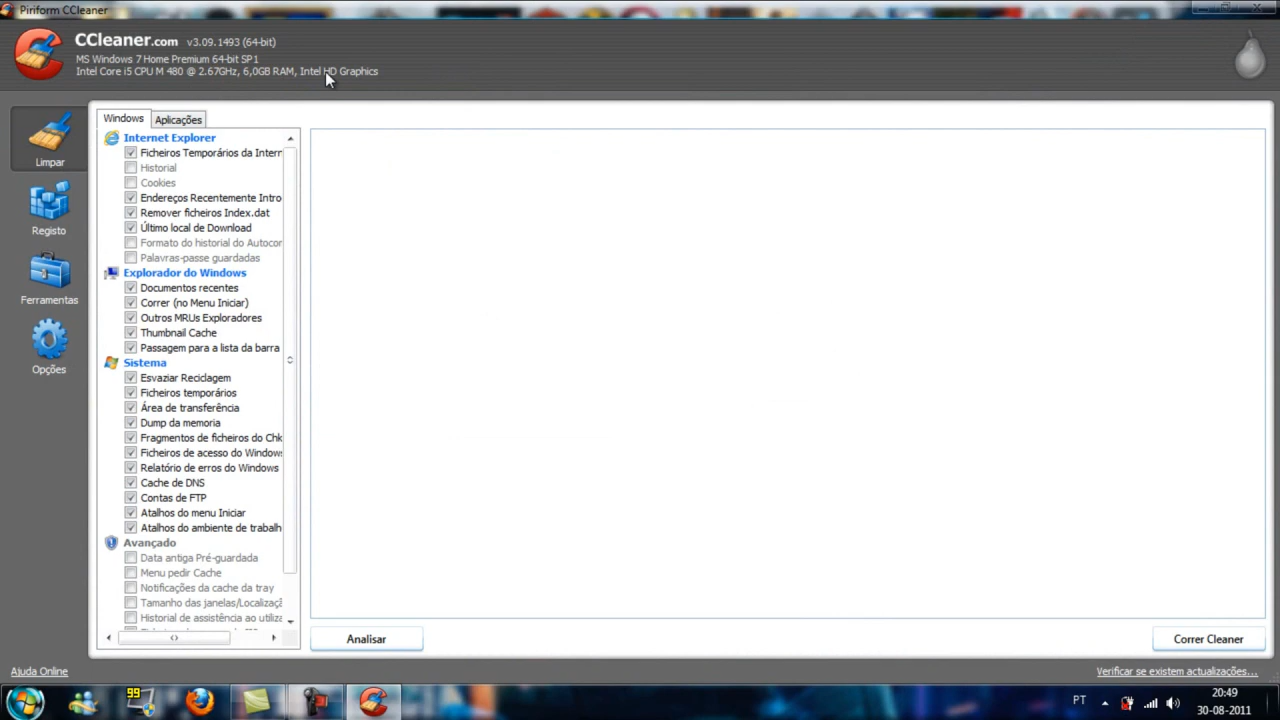 Piriform CCleaner
CCleaner.com v3.09.1493 (64-bit)
MS Windows 7 Home Premium 64-bit SP1
Intel Core i5 CPU M 480 @ 2.67GHz, 6,0GB RAM, Intel HD Graphics
Limpar
Registo
Ferramentas
Opções
Windows
Aplicações
Internet Explorer
Ficheiros Temporários da Intern
Historial
Cookies
Endereços Recentemente Intro
Remover ficheiros Index.dat
Último local de Download
Formato do historial do Autocor
Palavras-passe guardadas
Explorador do Windows
Documentos recentes
Correr (no Menu Iniciar)
Outros MRUs Exploradores
Thumbnail Cache
Passagem para a lista da barra
Sistema
Esvaziar Reciclagem
Ficheiros temporários
Área de transferência
Dump da memoria
Fragmentos de ficheiros do Chk
Ficheiros de acesso do Windows
Relatório de erros do Windows
Cache de DNS
Contas de FTP
Atalhos do menu Iniciar
Atalhos do ambiente de trabalh
Avançado
Data antiga Pré-guardada
Menu pedir Cache
Notificações da cache da tray
Tamanho das janelas/Localizaçã
Historial de assistência ao utiliza
Analisar
Correr Cleaner
Ajuda Online
Verificar se existem actualizações...
99
PT
20:49
30-08-2011